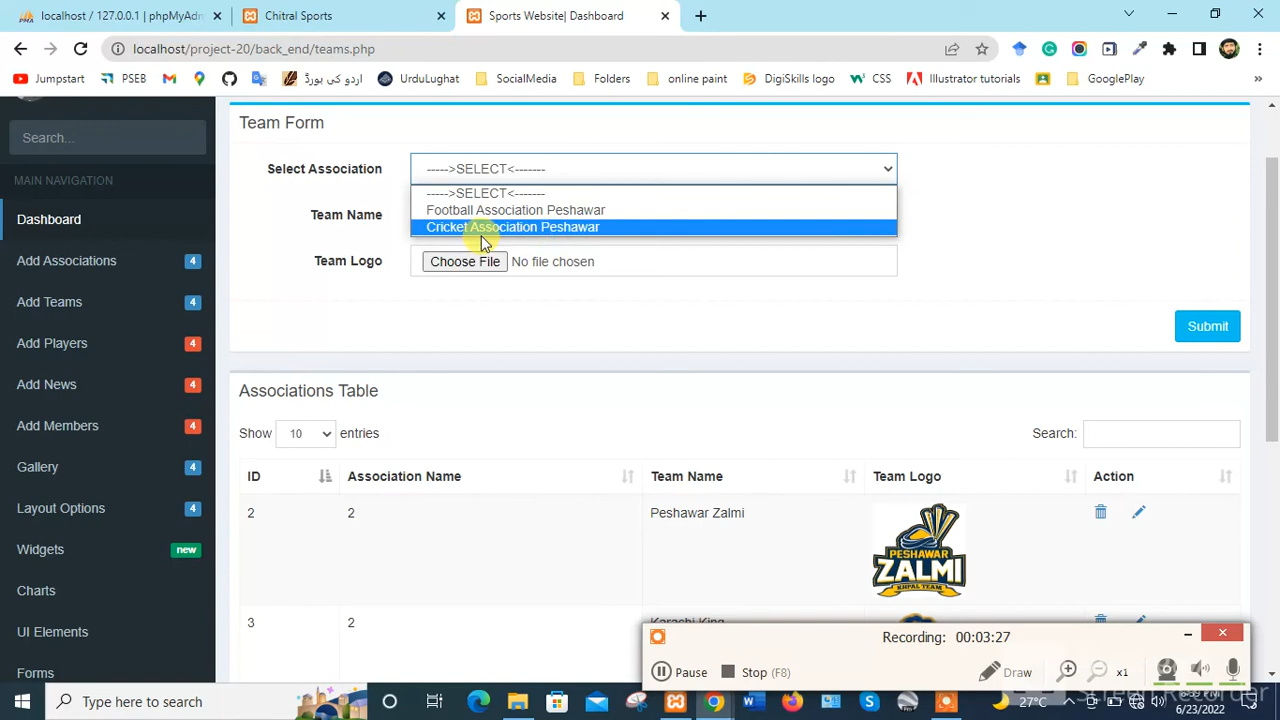 localhost / 127.0.0.1 | phpMyAdm
Chitral Sports
Sports Website| Dashboard
localhost/project-20/back_end/teams.php
Jumpstart
PSEB
اردو کی بورڈ
UrduLughat
SocialMedia
Folders
online paint
DigiSkills logo
CSS
Illustrator tutorials
GooglePlay
»
Search...
MAIN NAVIGATION
Dashboard
Add Associations 4
Add Teams 4
Add Players 4
Add News 4
Add Members 4
Gallery 4
Layout Options 4
Widgets new
Charts
UI Elements
Forms
Team Form
Select Association
----->SELECT<-------
----->SELECT<-------
Football Association Peshawar
Cricket Association Peshawar
Team Name
Team Logo
Choose File No file chosen
Submit
Associations Table
Show 10 entries
Search:
ID Association Name Team Name Team Logo Action
2 2 Peshawar Zalmi
PESHAWAR
ZALMI
KHPAL TEAM
3 2 Karachi King
Recording: 00:03:27
Pause
Stop (F8)
Draw
x1
Type here to search
27°C
6/23/2022